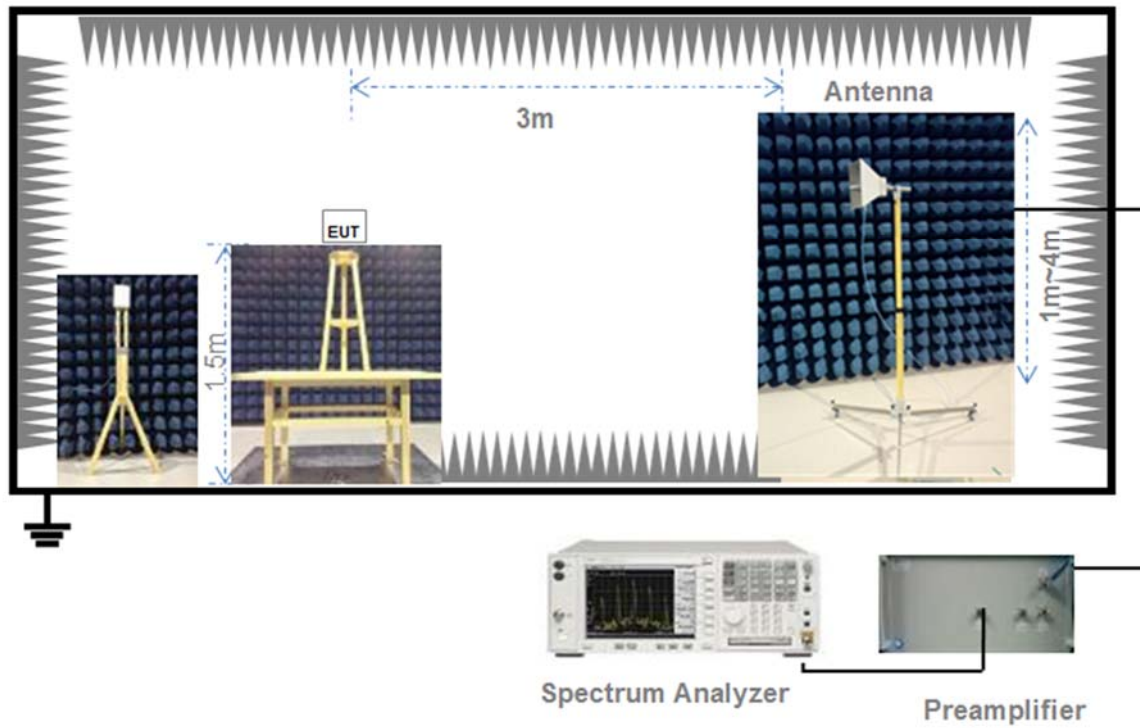 Antenna
3m
EUT
1.5m
1m~4m
Spectrum Analyzer
Preamplifier